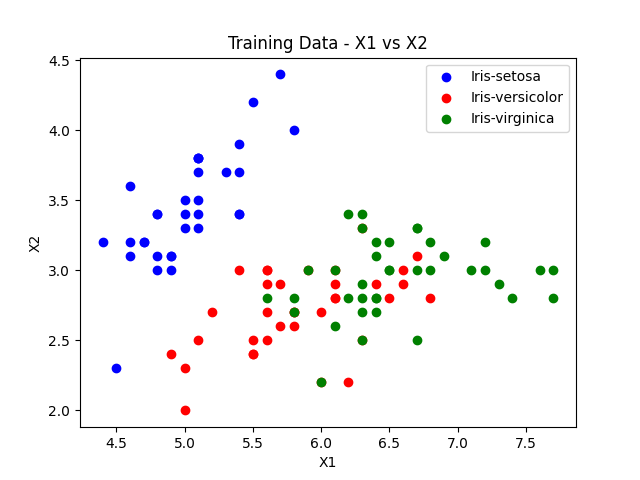 Training Data - X1 vs X2
Iris-setosa
Iris-versicolor
Iris-virginica
X2
4.5
4.0
3.5
3.0
2.5
2.0
4.5 5.0 5.5 6.0 6.5 7.0 7.5
X1